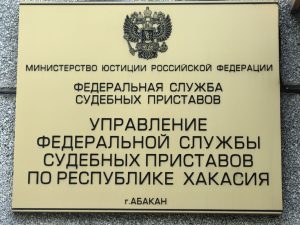 МИНИСТЕРСТВО ЮСТИЦИИ РОССИЙСКОЙ ФЕДЕРАЦИИ
ФЕДЕРАЛЬНАЯ СЛУЖБА
СУДЕБНЫХ ПРИСТАВОВ
УПРАВЛЕНИЕ
ФЕДЕРАЛЬНОЙ СЛУЖБЫ
СУДЕБНЫХ ПРИСТАВОВ
ПО РЕСПУБЛИКЕ ХАКАСИЯ
г.АБАКАН